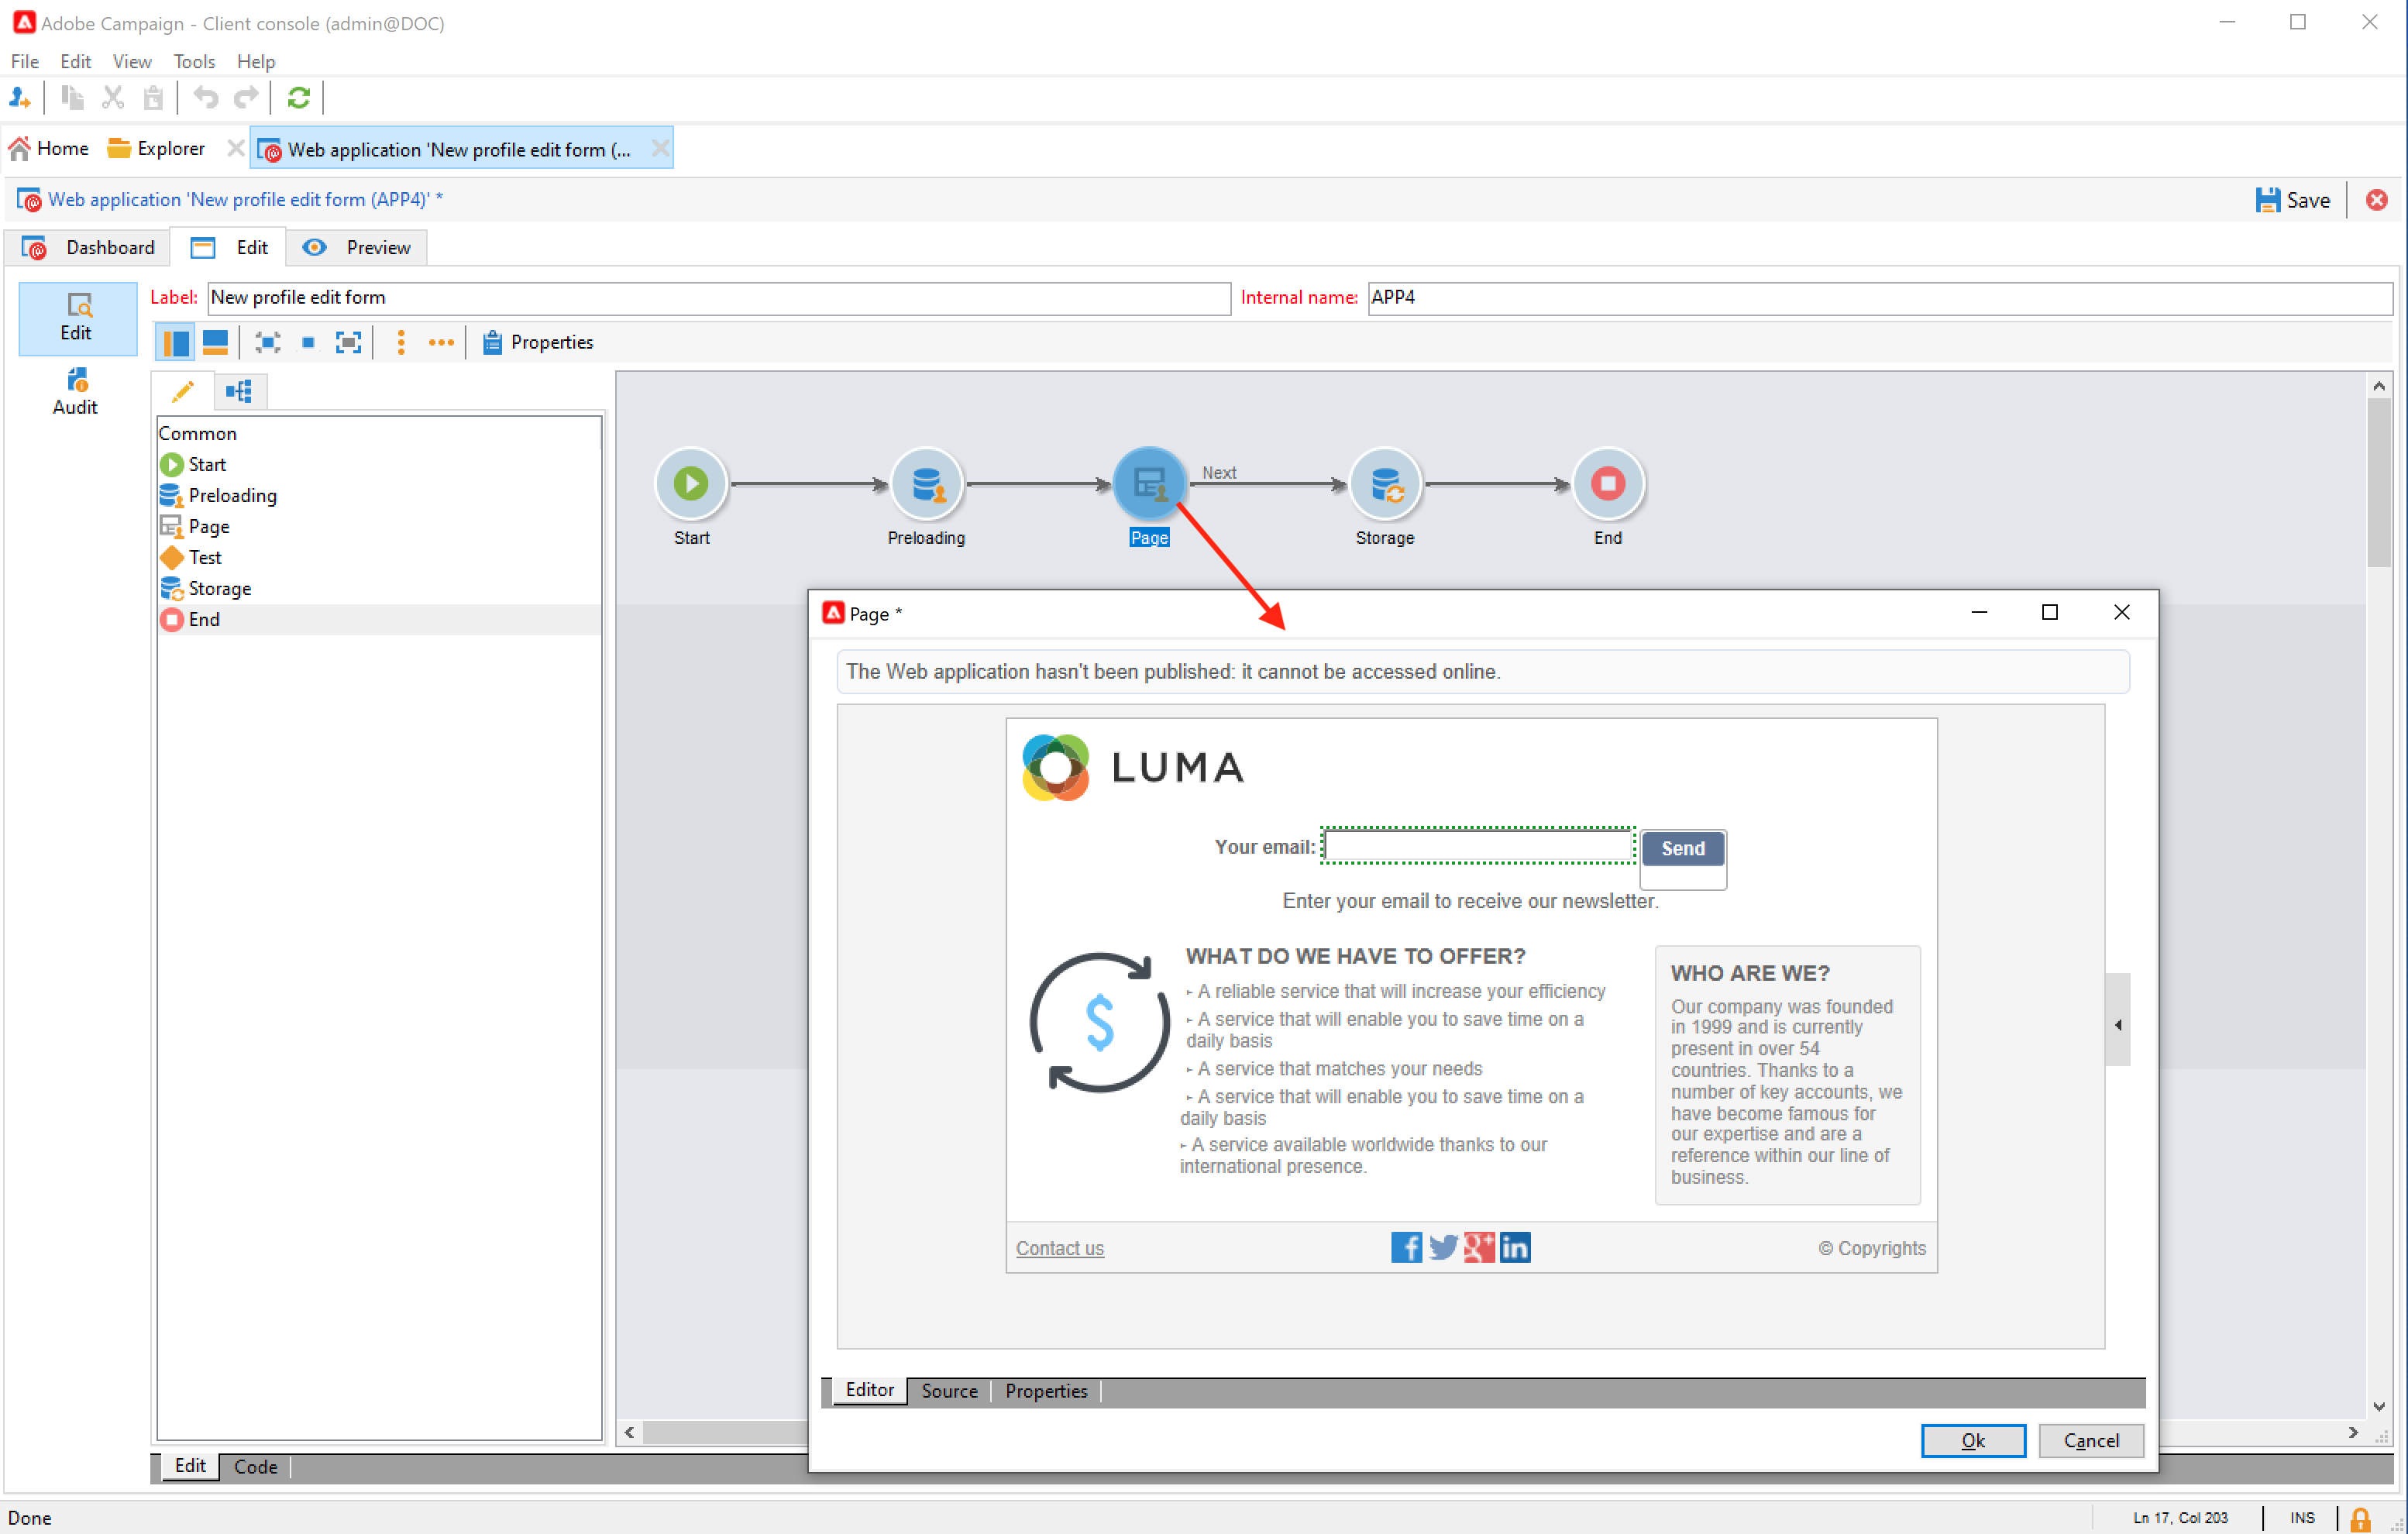 Adobe Campaign - Client console (admin@DOC)
File Edit View Tools Help
Home Explorer Web application 'New profile edit form (...
Web application 'New profile edit form (APP4)' * Save
Dashboard Edit Preview
Label: New profile edit form Internal name: APP4
Edit
Properties
Audit
Common
Start
Preloading
Page
Test
Storage
End
Next
Start Preloading Page Storage End
Page *
The Web application hasn't been published: it cannot be accessed online.
LUMA
Your email: Send
Enter your email to receive our newsletter.
WHAT DO WE HAVE TO OFFER?
- A reliable service that will increase your efficiency
- A service that will enable you to save time on a
daily basis
- A service that matches your needs
- A service that will enable you to save time on a
daily basis
- A service available worldwide thanks to our
international presence.
WHO ARE WE?
Our company was founded
in 1999 and is currently
present in over 54
countries. Thanks to a
number of key accounts, we
have become famous for
our expertise and are a
reference within our line of
business.
Contact us f g+ in © Copyrights
Editor Source Properties
Ok Cancel
Edit Code
Done Ln 17, Col 203 INS